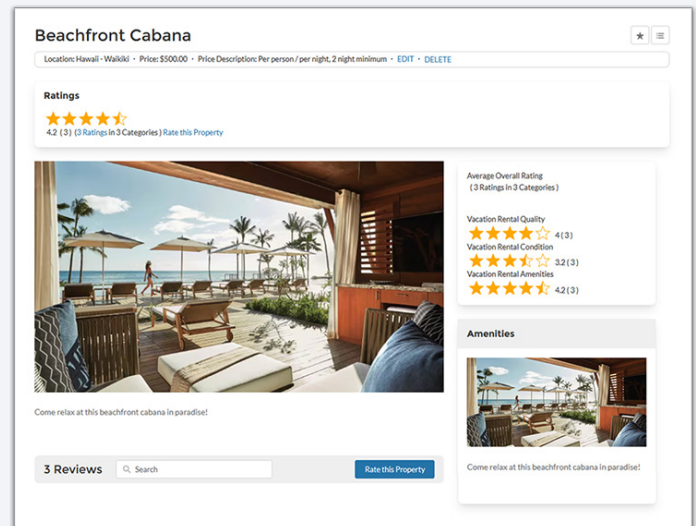 Beachfront Cabana
Location: Hawaii - Waikiki • Price: $500.00 • Price Description: Per person / per night, 2 night minimum • EDIT • DELETE
Ratings
4.2 ( 3 ) (3 Ratings in 3 Categories ) Rate this Property
Average Overall Rating
( 3 Ratings in 3 Categories )
Vacation Rental Quality
4 ( 3 )
Vacation Rental Condition
3.2 ( 3 )
Vacation Rental Amenities
4.2 ( 3 )
Amenities
Come relax at this beachfront cabana in paradise!
Come relax at this beachfront cabana in paradise!
3 Reviews
Search
Rate this Property